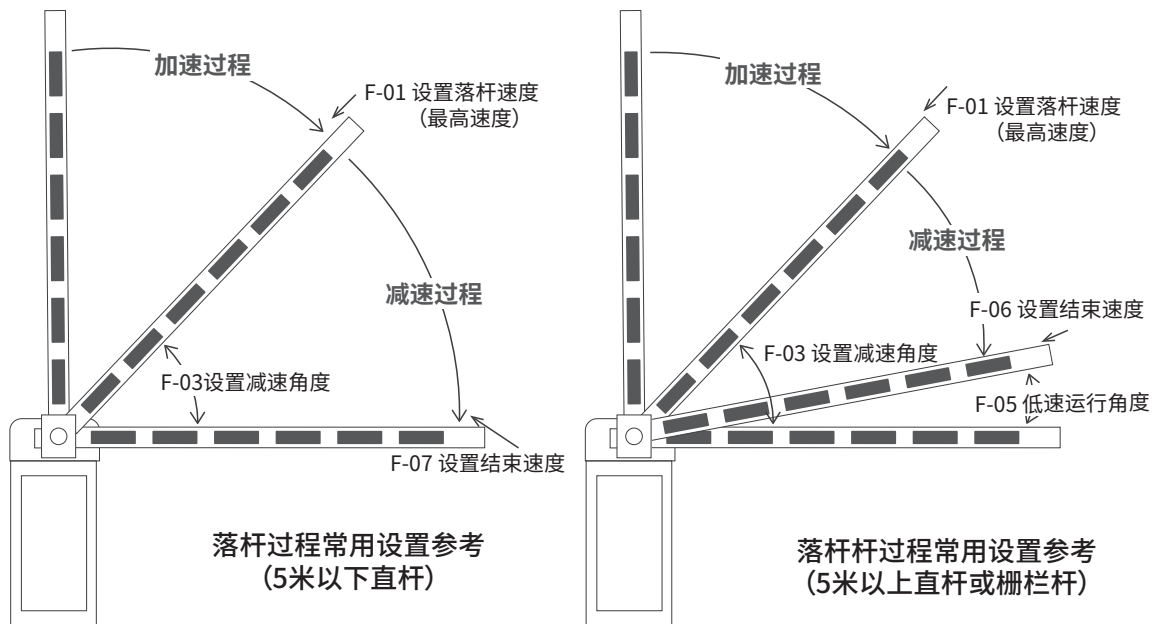 加速过程
F-01 设置落杆速度
（最高速度）
减速过程
F-03设置减速角度
F-07 设置结束速度
落杆过程常用设置参考
（5米以下直杆）
加速过程
F-01 设置落杆速度
（最高速度）
减速过程
F-06 设置结束速度
F-03 设置减速角度
F-05 低速运行角度
落杆杆过程常用设置参考
（5米以上直杆或栅栏杆）